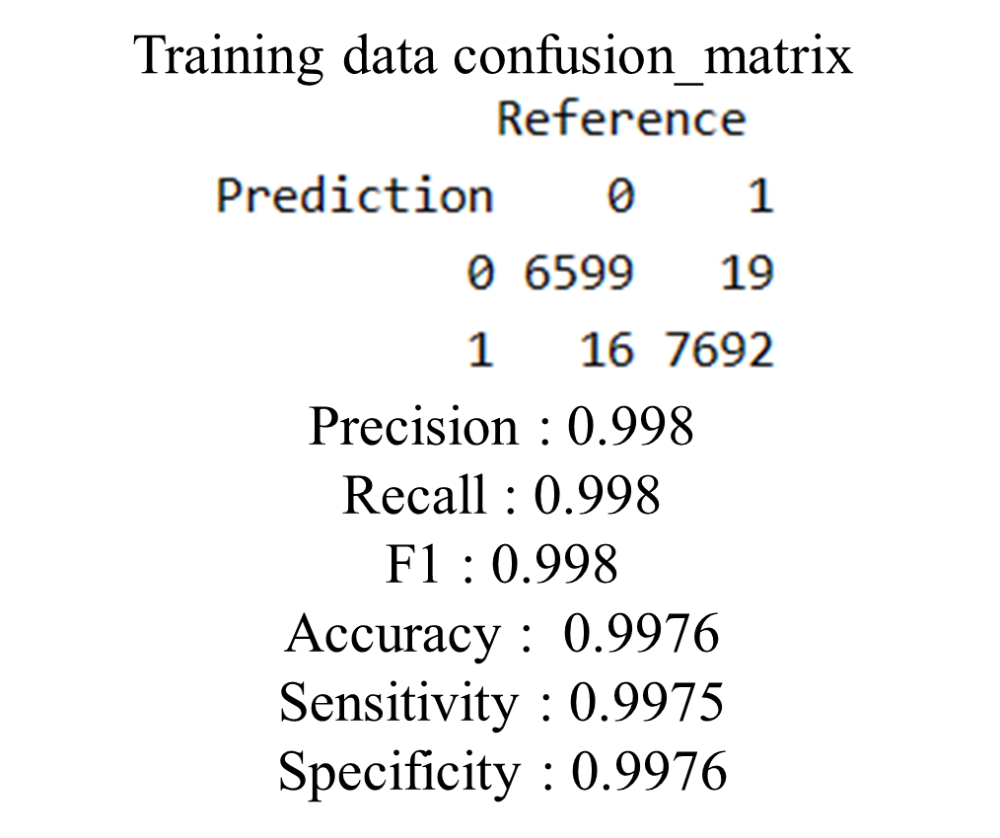 Training data confusion_matrix
Reference
Prediction 0 1
0 6599 19
1 16 7692
Precision : 0.998
Recall : 0.998
F1 : 0.998
Accuracy : 0.9976
Sensitivity : 0.9975
Specificity : 0.9976